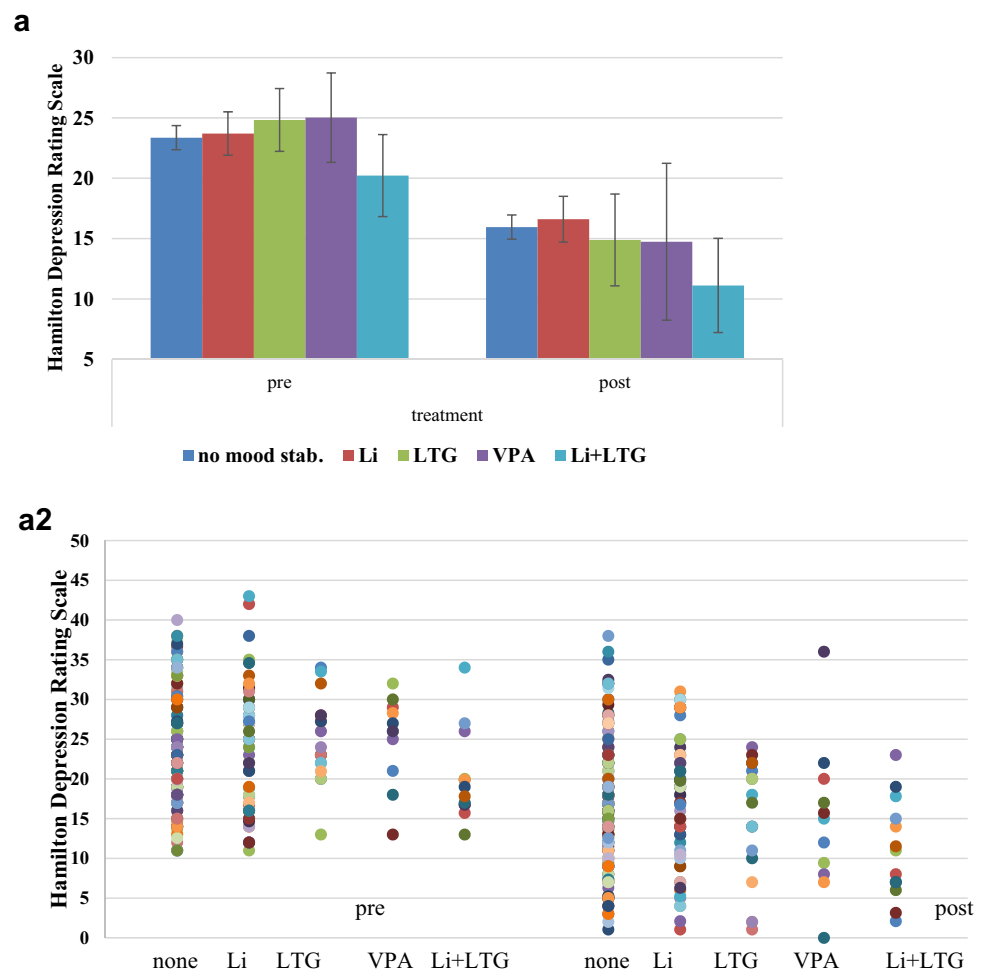 a
Hamilton Depression Rating Scale
30
25
20
15
10
5
pre post
treatment
no mood stab. Li LTG VPA Li+LTG
a2
Hamilton Depression Rating Scale
50
45
40
35
30
25
20
15
10
5
0
pre post
none Li LTG VPA Li+LTG none Li LTG VPA Li+LTG